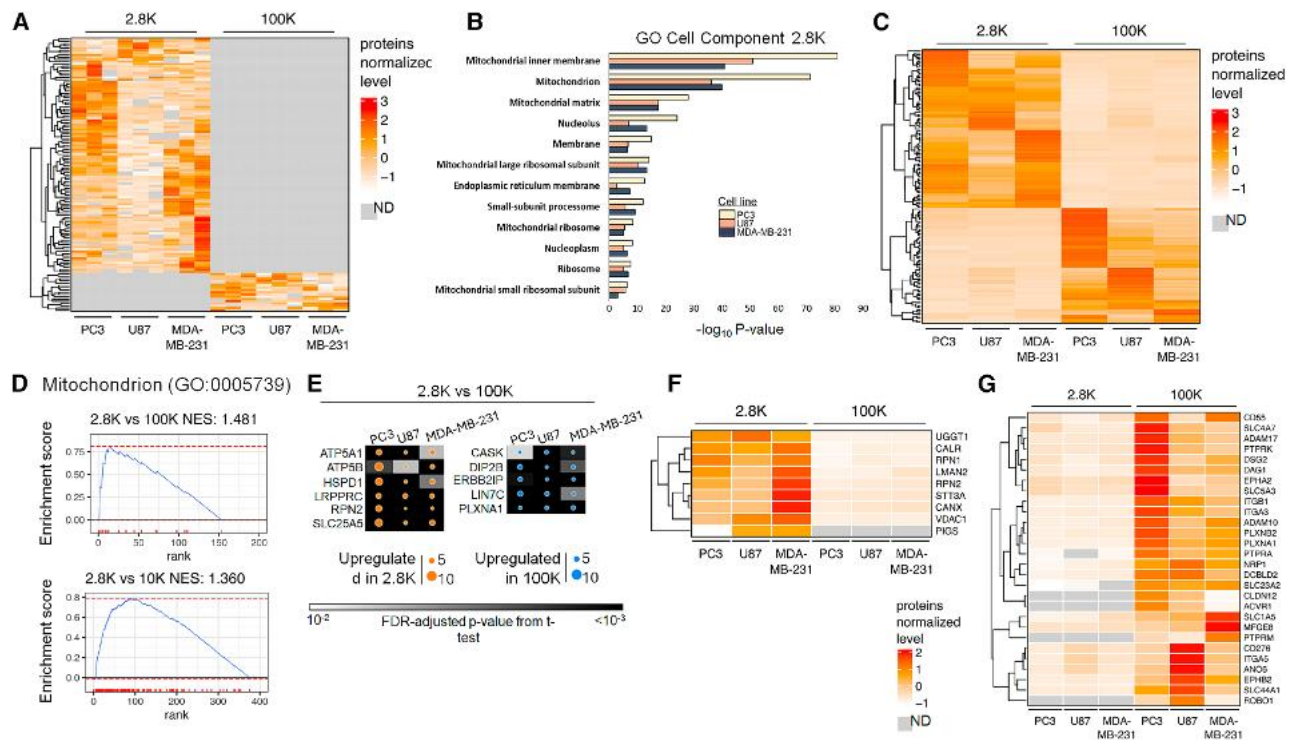 A
2.8K
100K
proteins
normalized
level
3
2
1
0
−1
ND
PC3
U87
MDA-
MB-231
PC3
U87
MDA-
MB-231
B
GO Cell Component 2.8K
Mitochondrial inner membrane
Mitochondrion
Mitochondrial matrix
Nucleolus
Membrane
Mitochondrial large ribosomal subunit
Endoplasmic reticulum membrane
Small-subunit processome
Mitochondrial ribosome
Nucleoplasm
Ribosome
Mitochondrial small ribosomal subunit
Cell line
PC3
U87
MDA-MB-231
0 10 20 30 40 50 60 70 80 90
-log10 P-value
C
2.8K
100K
proteins
normalized
level
3
2
1
0
−1
ND
PC3
U87
MDA-
MB-231
PC3
U87
MDA-
MB-231
D Mitochondrion (GO:0005739)
2.8K vs 100K NES: 1.481
Enrichment score
0.75
0.50
0.25
0.00
0 50 100 150 200
rank
2.8K vs 10K NES: 1.360
Enrichment score
0.8
0.6
0.4
0.2
0.0
0 100 200 300 400
rank
E
2.8K vs 100K
PC3 U87 MDA-MB-231
ATP5A1
ATP5B
HSPD1
LRPPRC
RPN2
SLC25A5
PC3 U87 MDA-MB-231
CASK
DIP2B
ERBB2IP
LIN7C
PLXNA1
Upregulate
d in 2.8K
5
10
Upregulated
in 100K
5
10
10-2
FDR-adjusted p-value from t-
test
<10-3
F
2.8K
100K
UGGT1
CALR
RPN1
LMAN2
RPN2
STT3A
CANX
VDAC1
PIGS
PC3
U87
MDA-
MB-231
PC3
U87
MDA-
MB-231
proteins
normalized
level
2
1
0
−1
ND
G
2.8K
100K
CD55
SLC4A7
ADAM17
PTPRK
DSG2
DAG1
EPHA2
SLC5A3
ITGB1
ITGA3
ADAM10
PLXNB2
PLXNA1
PTPRA
NRP1
DCBLD2
SLC23A2
CLDN12
ACVR1
SLC1A5
MFGE8
PTPRM
CD276
ITGA5
ANO6
EPHB2
SLC44A1
ROBO1
PC3
U87
MDA-
MB-231
PC3
U87
MDA-
MB-231